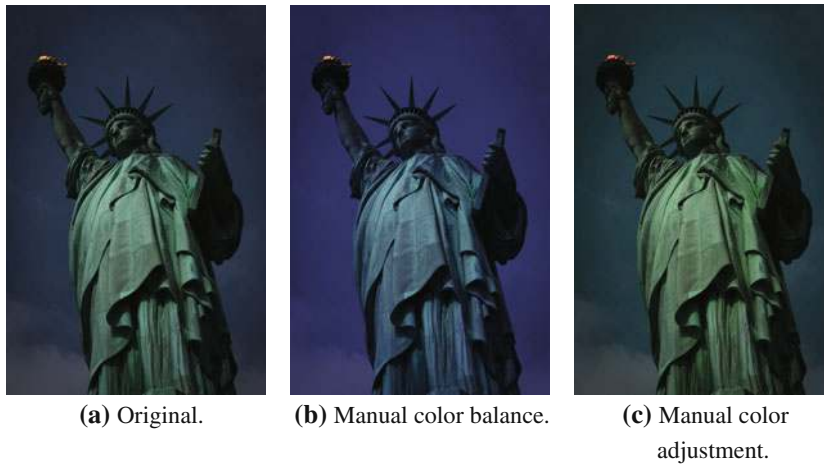 (a) Original.
(b) Manual color balance.
(c) Manual color
adjustment.